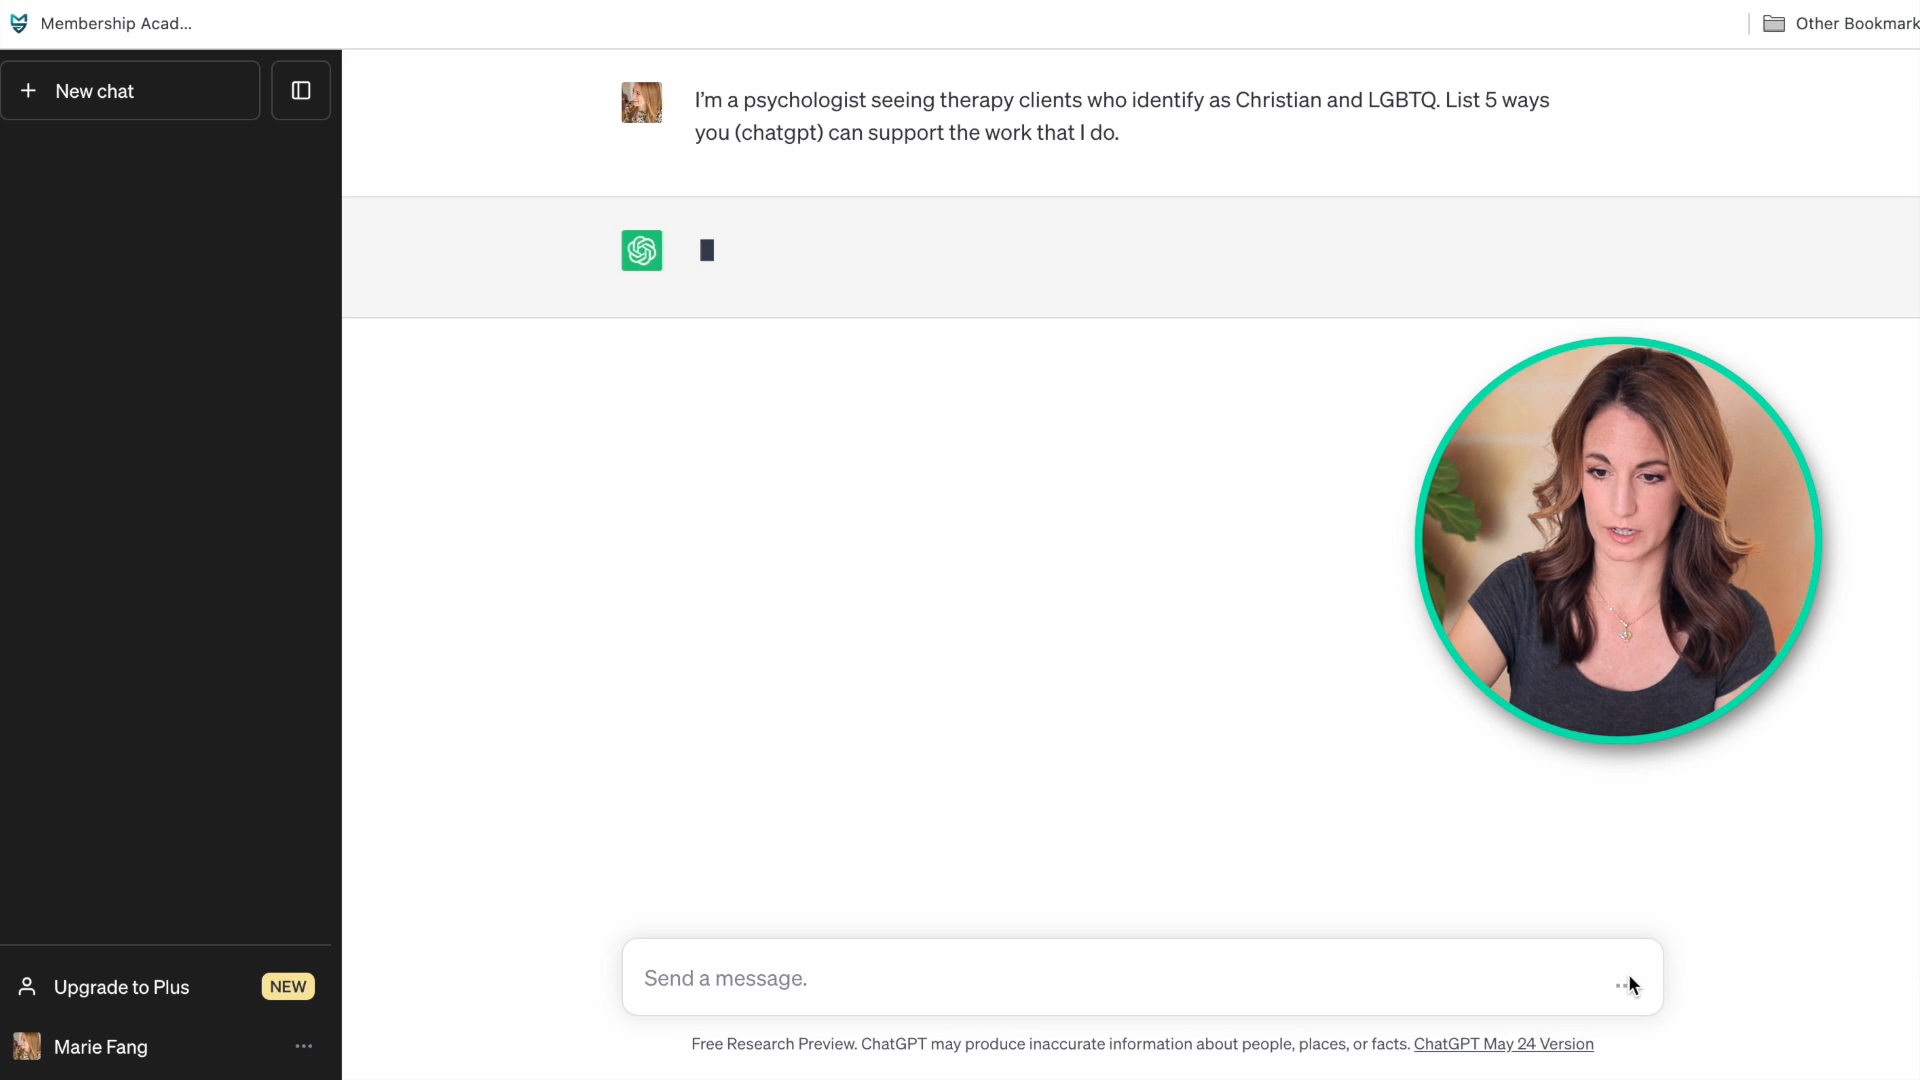 Membership Acad...
Other Bookmark
New chat
I'm a psychologist seeing therapy clients who identify as Christian and LGBTQ. List 5 ways
you (chatgpt) can support the work that I do.
Send a message.
Upgrade to Plus
NEW
Marie Fang
Free Research Preview. ChatGPT may produce inaccurate information about people, places, or facts. ChatGPT May 24 Version